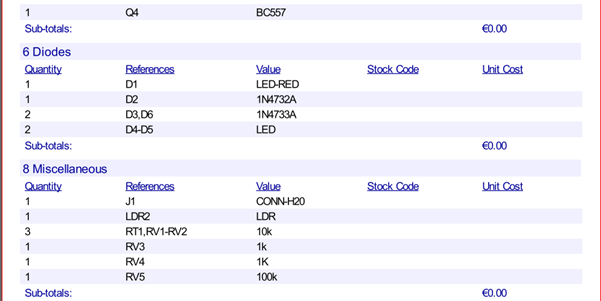 1 Q4 BC557
Sub-totals: €0.00
6 Diodes
Quantity References Value Stock Code Unit Cost
1 D1 LED-RED
1 D2 1N4732A
2 D3,D6 1N4733A
2 D4-D5 LED
Sub-totals: €0.00
8 Miscellaneous
Quantity References Value Stock Code Unit Cost
1 J1 CONN-H20
1 LDR2 LDR
3 RT1,RV1-RV2 10k
1 RV3 1k
1 RV4 1K
1 RV5 100k
Sub-totals: €0.00